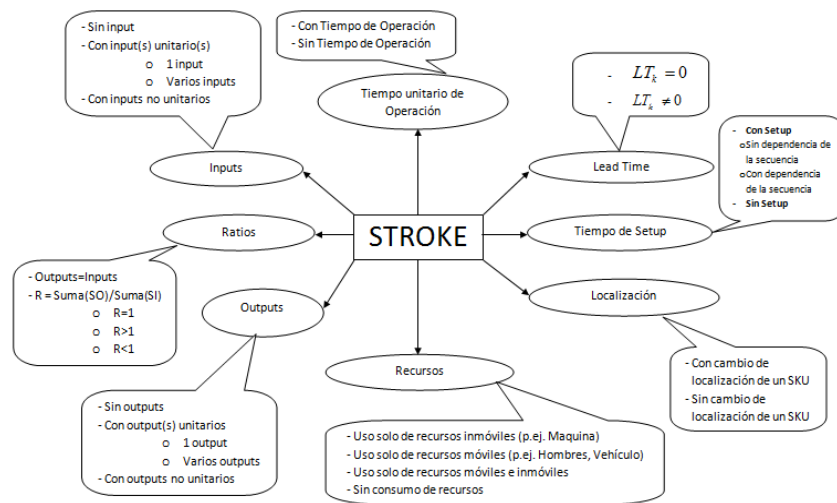 - Sin input
- Con input(s) unitario(s)
o 1 input
o Varios inputs
- Con inputs no unitarios
- Con Tiempo de Operación
- Sin Tiempo de Operación
Tiempo unitario de
Operación
- LT_k = 0
- LT_k ≠ 0
Inputs
Lead Time
- Con Setup
o Sin dependencia de
la secuencia
o Con dependencia
de la secuencia
- Sin Setup
Ratios
STROKE
Tiempo de Setup
- Outputs=Inputs
- R = Suma(SO)/Suma(SI)
o R=1
o R>1
o R<1
Outputs
Localización
Recursos
- Con cambio de
localización de un SKU
- Sin cambio de
localización de un SKU
- Sin outputs
- Con output(s) unitarios
o 1 output
o Varios outputs
- Con outputs no unitarios
- Uso solo de recursos inmóviles (p.ej. Maquina)
- Uso solo de recursos móviles (p.ej. Hombres, Vehículo)
- Uso solo de recursos móviles e inmóviles
- Sin consumo de recursos